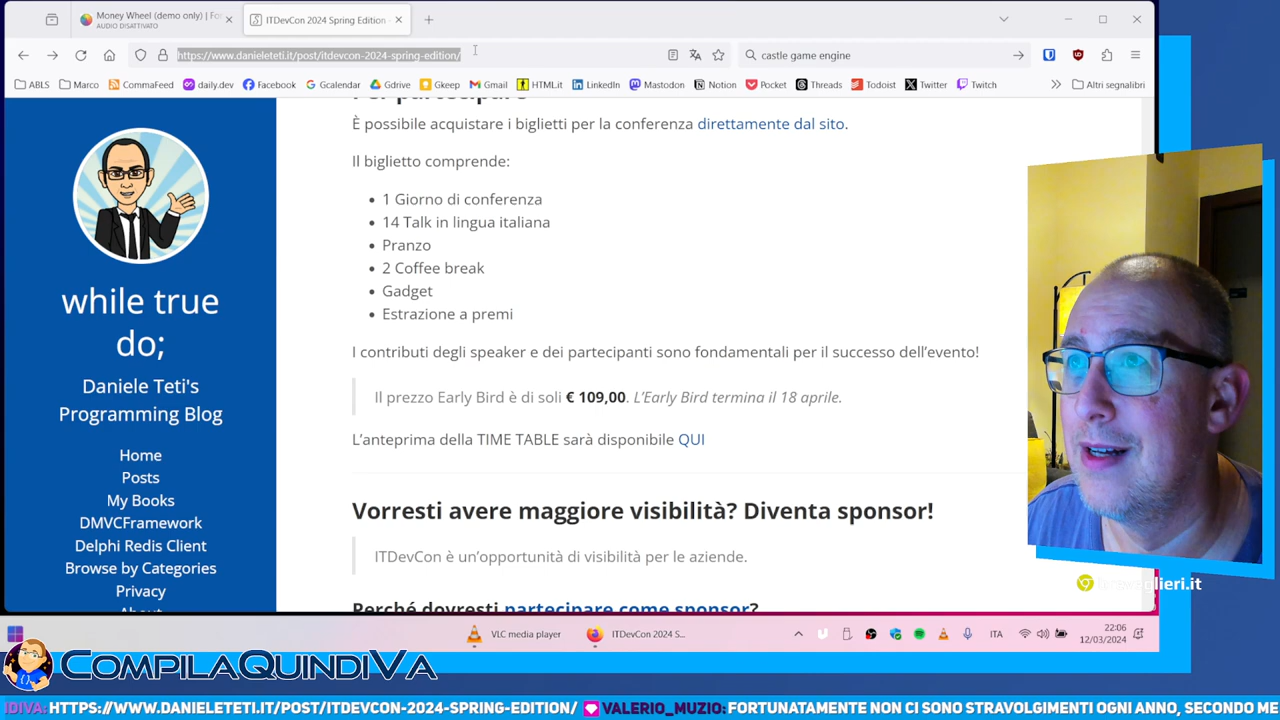 Money Wheel (demo only) | Fo
AUDIO DISATTIVATO
ITDevCon 2024 Spring Edition -
https://www.danieleteti.it/post/itdevcon-2024-spring-edition/
castle game engine
ABLS
Marco
CommaFeed
daily.dev
Facebook
Gcalendar
Gdrive
Gkeep
Gmail
HTML.it
LinkedIn
Mastodon
Notion
Pocket
Threads
Todoist
Twitter
Twitch
Altri segnalibri
while true
do;
Daniele Teti's
Programming Blog
Home
Posts
My Books
DMVCFramework
Delphi Redis Client
Browse by Categories
Privacy
About
Per partecipare
È possibile acquistare i biglietti per la conferenza direttamente dal sito.
Il biglietto comprende:
1 Giorno di conferenza
14 Talk in lingua italiana
Pranzo
2 Coffee break
Gadget
Estrazione a premi
I contributi degli speaker e dei partecipanti sono fondamentali per il successo dell'evento!
Il prezzo Early Bird è di soli € 109,00. L'Early Bird termina il 18 aprile.
L'anteprima della TIME TABLE sarà disponibile QUI
Vorresti avere maggiore visibilità? Diventa sponsor!
ITDevCon è un'opportunità di visibilità per le aziende.
Perché dovresti partecipare come sponsor?
VLC media player
ITDevCon 2024 S...
ITA
22:06
12/03/2024
COMPILAQUINDIVA
IDIVA: HTTPS://WWW.DANIELETETI.IT/POST/ITDEVCON-2024-SPRING-EDITION/ VALERIO_MUZIO: FORTUNATAMENTE NON CI SONO STRAVOLGIMENTI OGNI ANNO, SECONDO ME